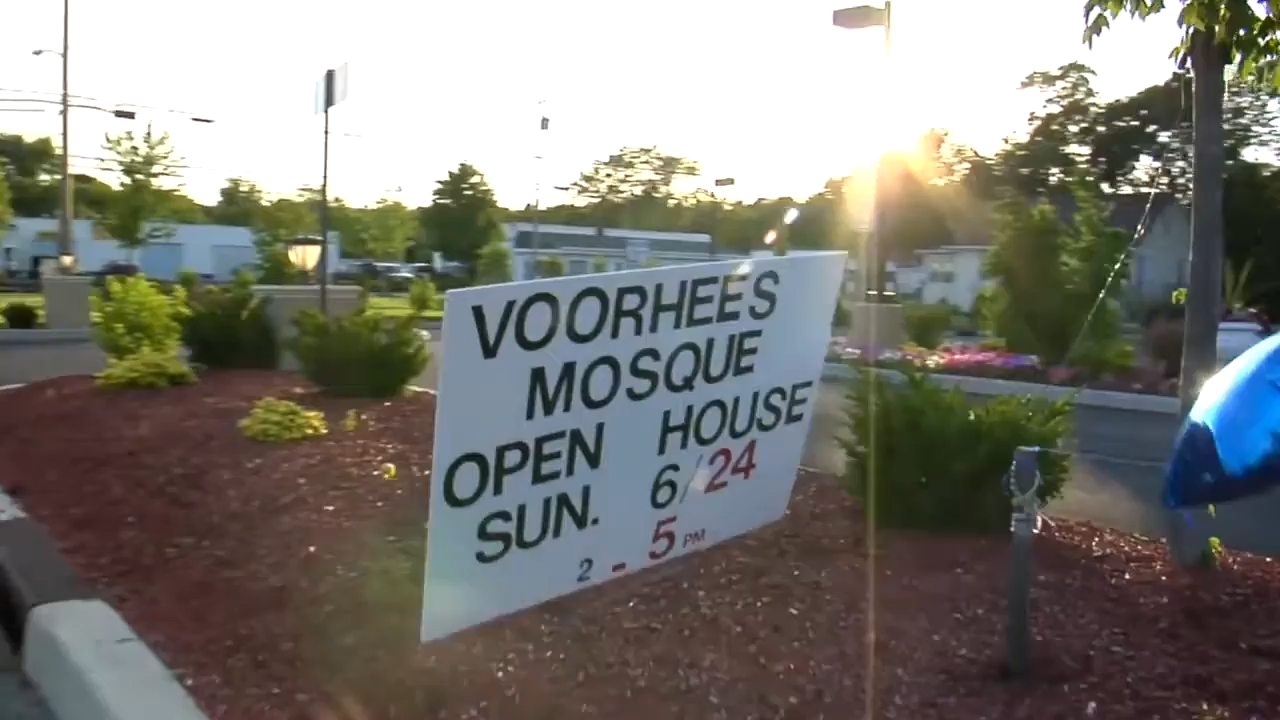 VOORHEES
MOSQUE
OPEN HOUSE
SUN. 6/24
2 - 5 PM